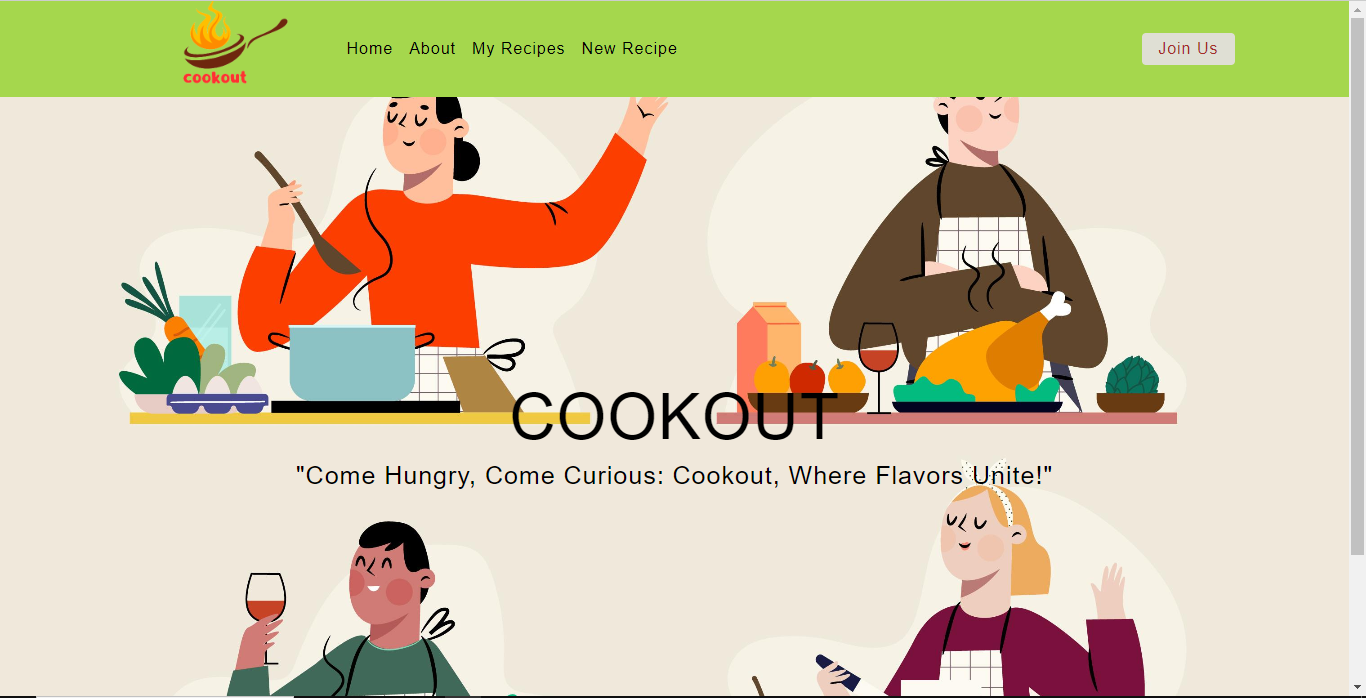 cookout
Home About My Recipes New Recipe
Join Us
COOKOUT
"Come Hungry, Come Curious: Cookout, Where Flavors Unite!"